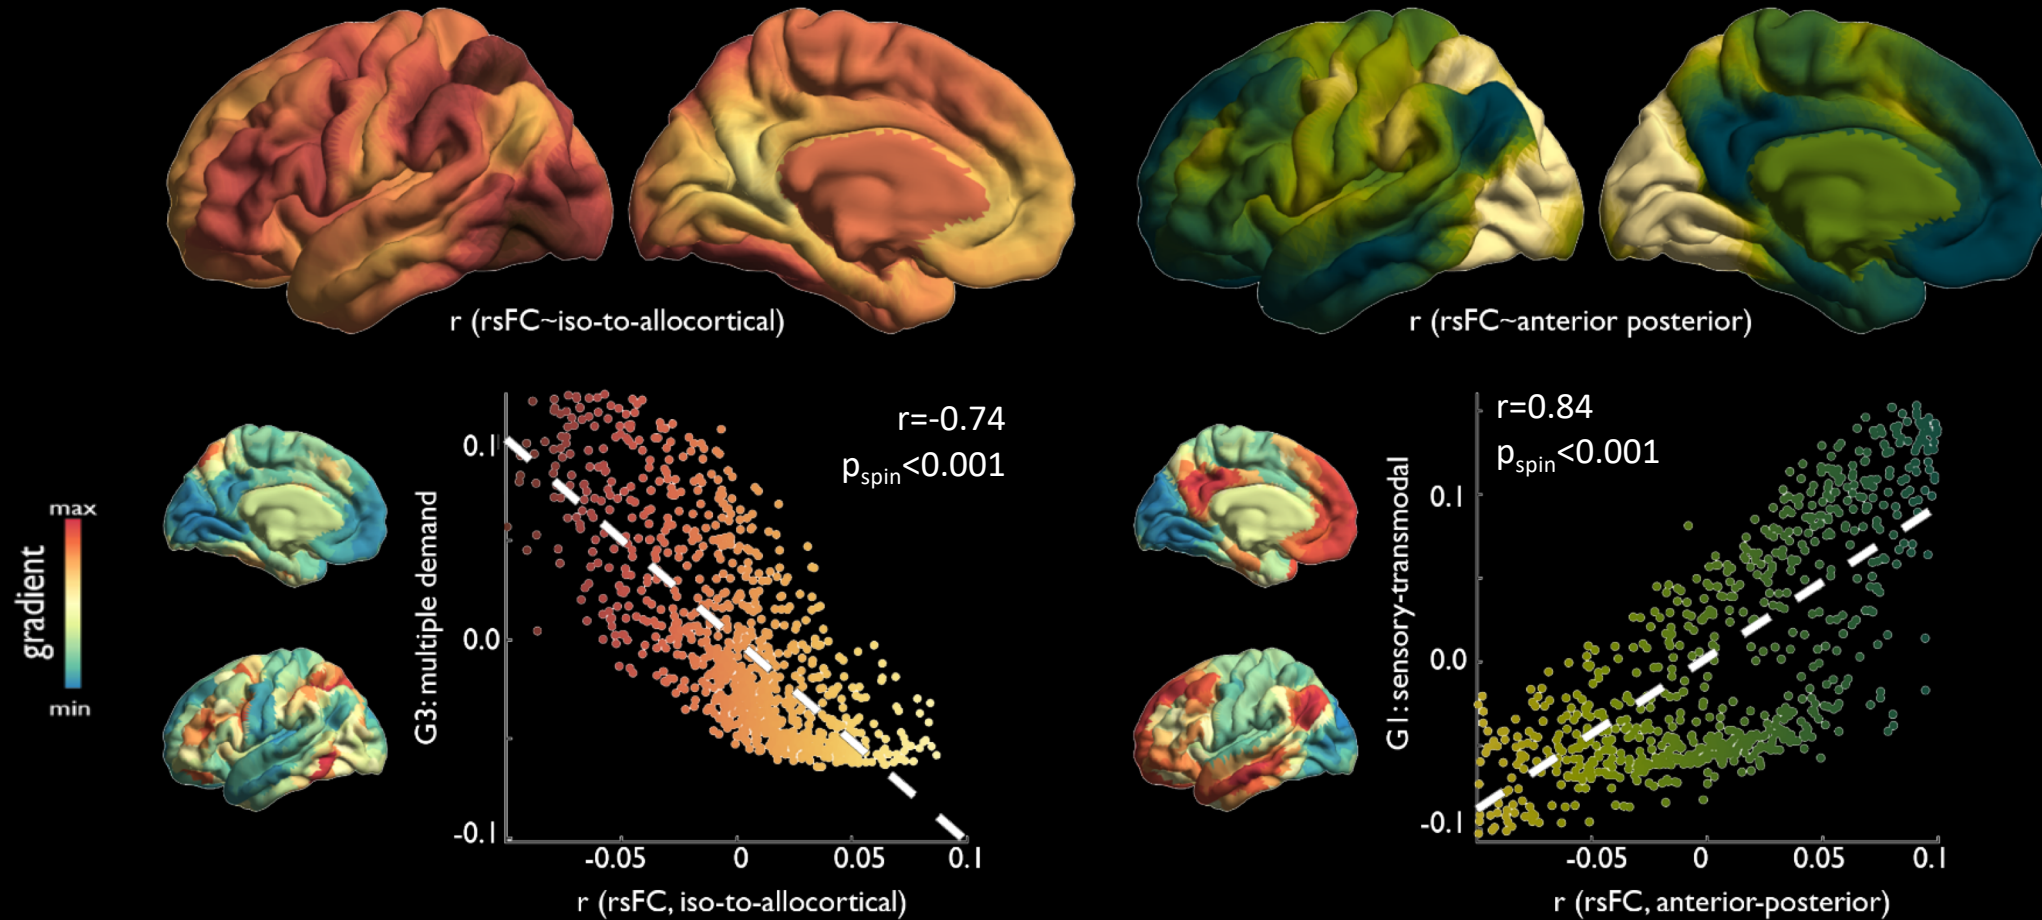 r (rsFC~iso-to-allocortical)
r (rsFC~anterior posterior)
gradient
max
min
G3: multiple demand
0.1
0.0
-0.1
r=-0.74
pspin<0.001
-0.05
0
0.05
0.1
r (rsFC, iso-to-allocortical)
G1: sensory-transmodal
0.1
0.0
-0.1
r=0.84
pspin<0.001
-0.05
0
0.05
0.1
r (rsFC, anterior-posterior)